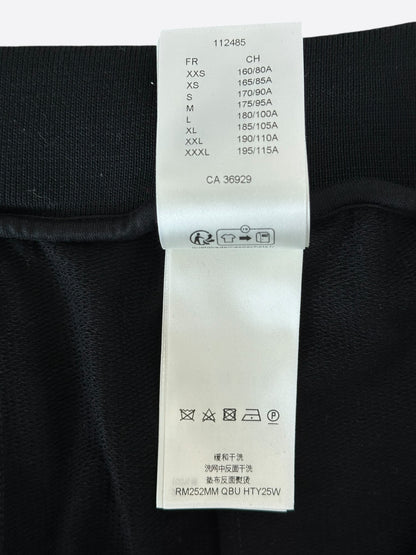 112485
FR CH
XXS 160/80A
XS 165/85A
S 170/90A
M 175/95A
L 180/100A
XL 185/105A
XXL 190/110A
XXXL 195/115A
CA 36929
P
缓和干洗
洗网中反面干洗
垫布反面熨烫
RM252MM QBU HTY25W